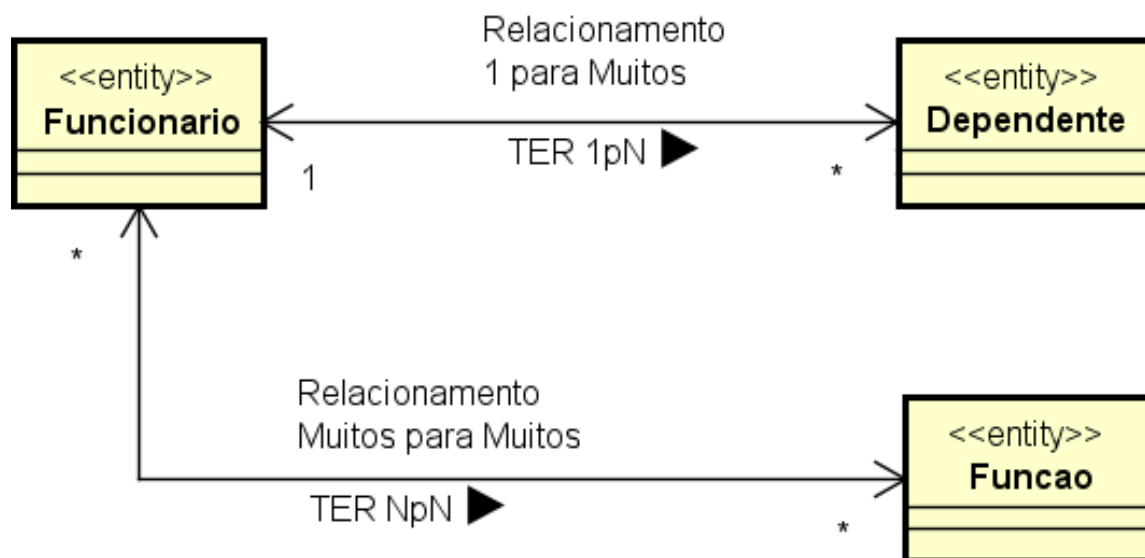 Relacionamento
1 para Muitos
<<entity>>
Funcionario
<<entity>>
Dependente
TER 1pN ▶
1
*
*
Relacionamento
Muitos para Muitos
<<entity>>
Funcao
TER NpN ▶
*